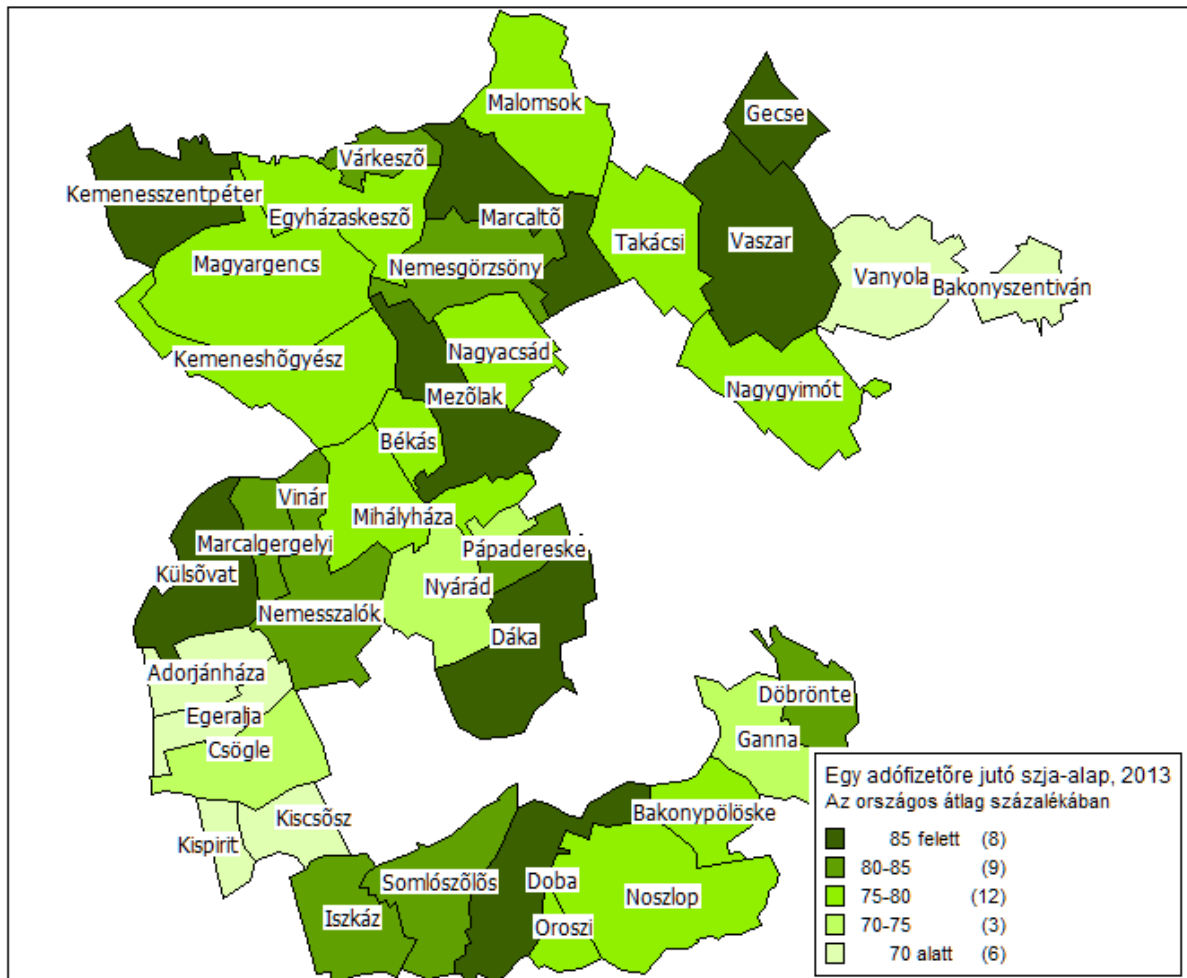 Malomsok
Gecse
Várkeszõ
Kemenesszentpéter
Egyházaskeszõ
Marcaltõ
Takácsi
Vaszar
Magyargencs
Nemesgörzsöny
Vanyola
Bakonyszentiván
Kemeneshõgyész
Nagyacsád
Nagygyimót
Mezõlak
Békás
Vinár
Mihályháza
Marcalgergelyi
Pápadereske
Külsõvat
Nyárád
Nemesszalók
Dáka
Adorjánháza
Döbrönte
Egeralja
Ganna
Csögle
Kiscsõsz
Bakonypölöske
Kispirit
Somlószõlõs
Doba
Noszlop
Iszkáz
Oroszi
Egy adófizetõre jutó szja-alap, 2013
Az országos átlag százalékában
85 felett (8)
80-85 (9)
75-80 (12)
70-75 (3)
70 alatt (6)